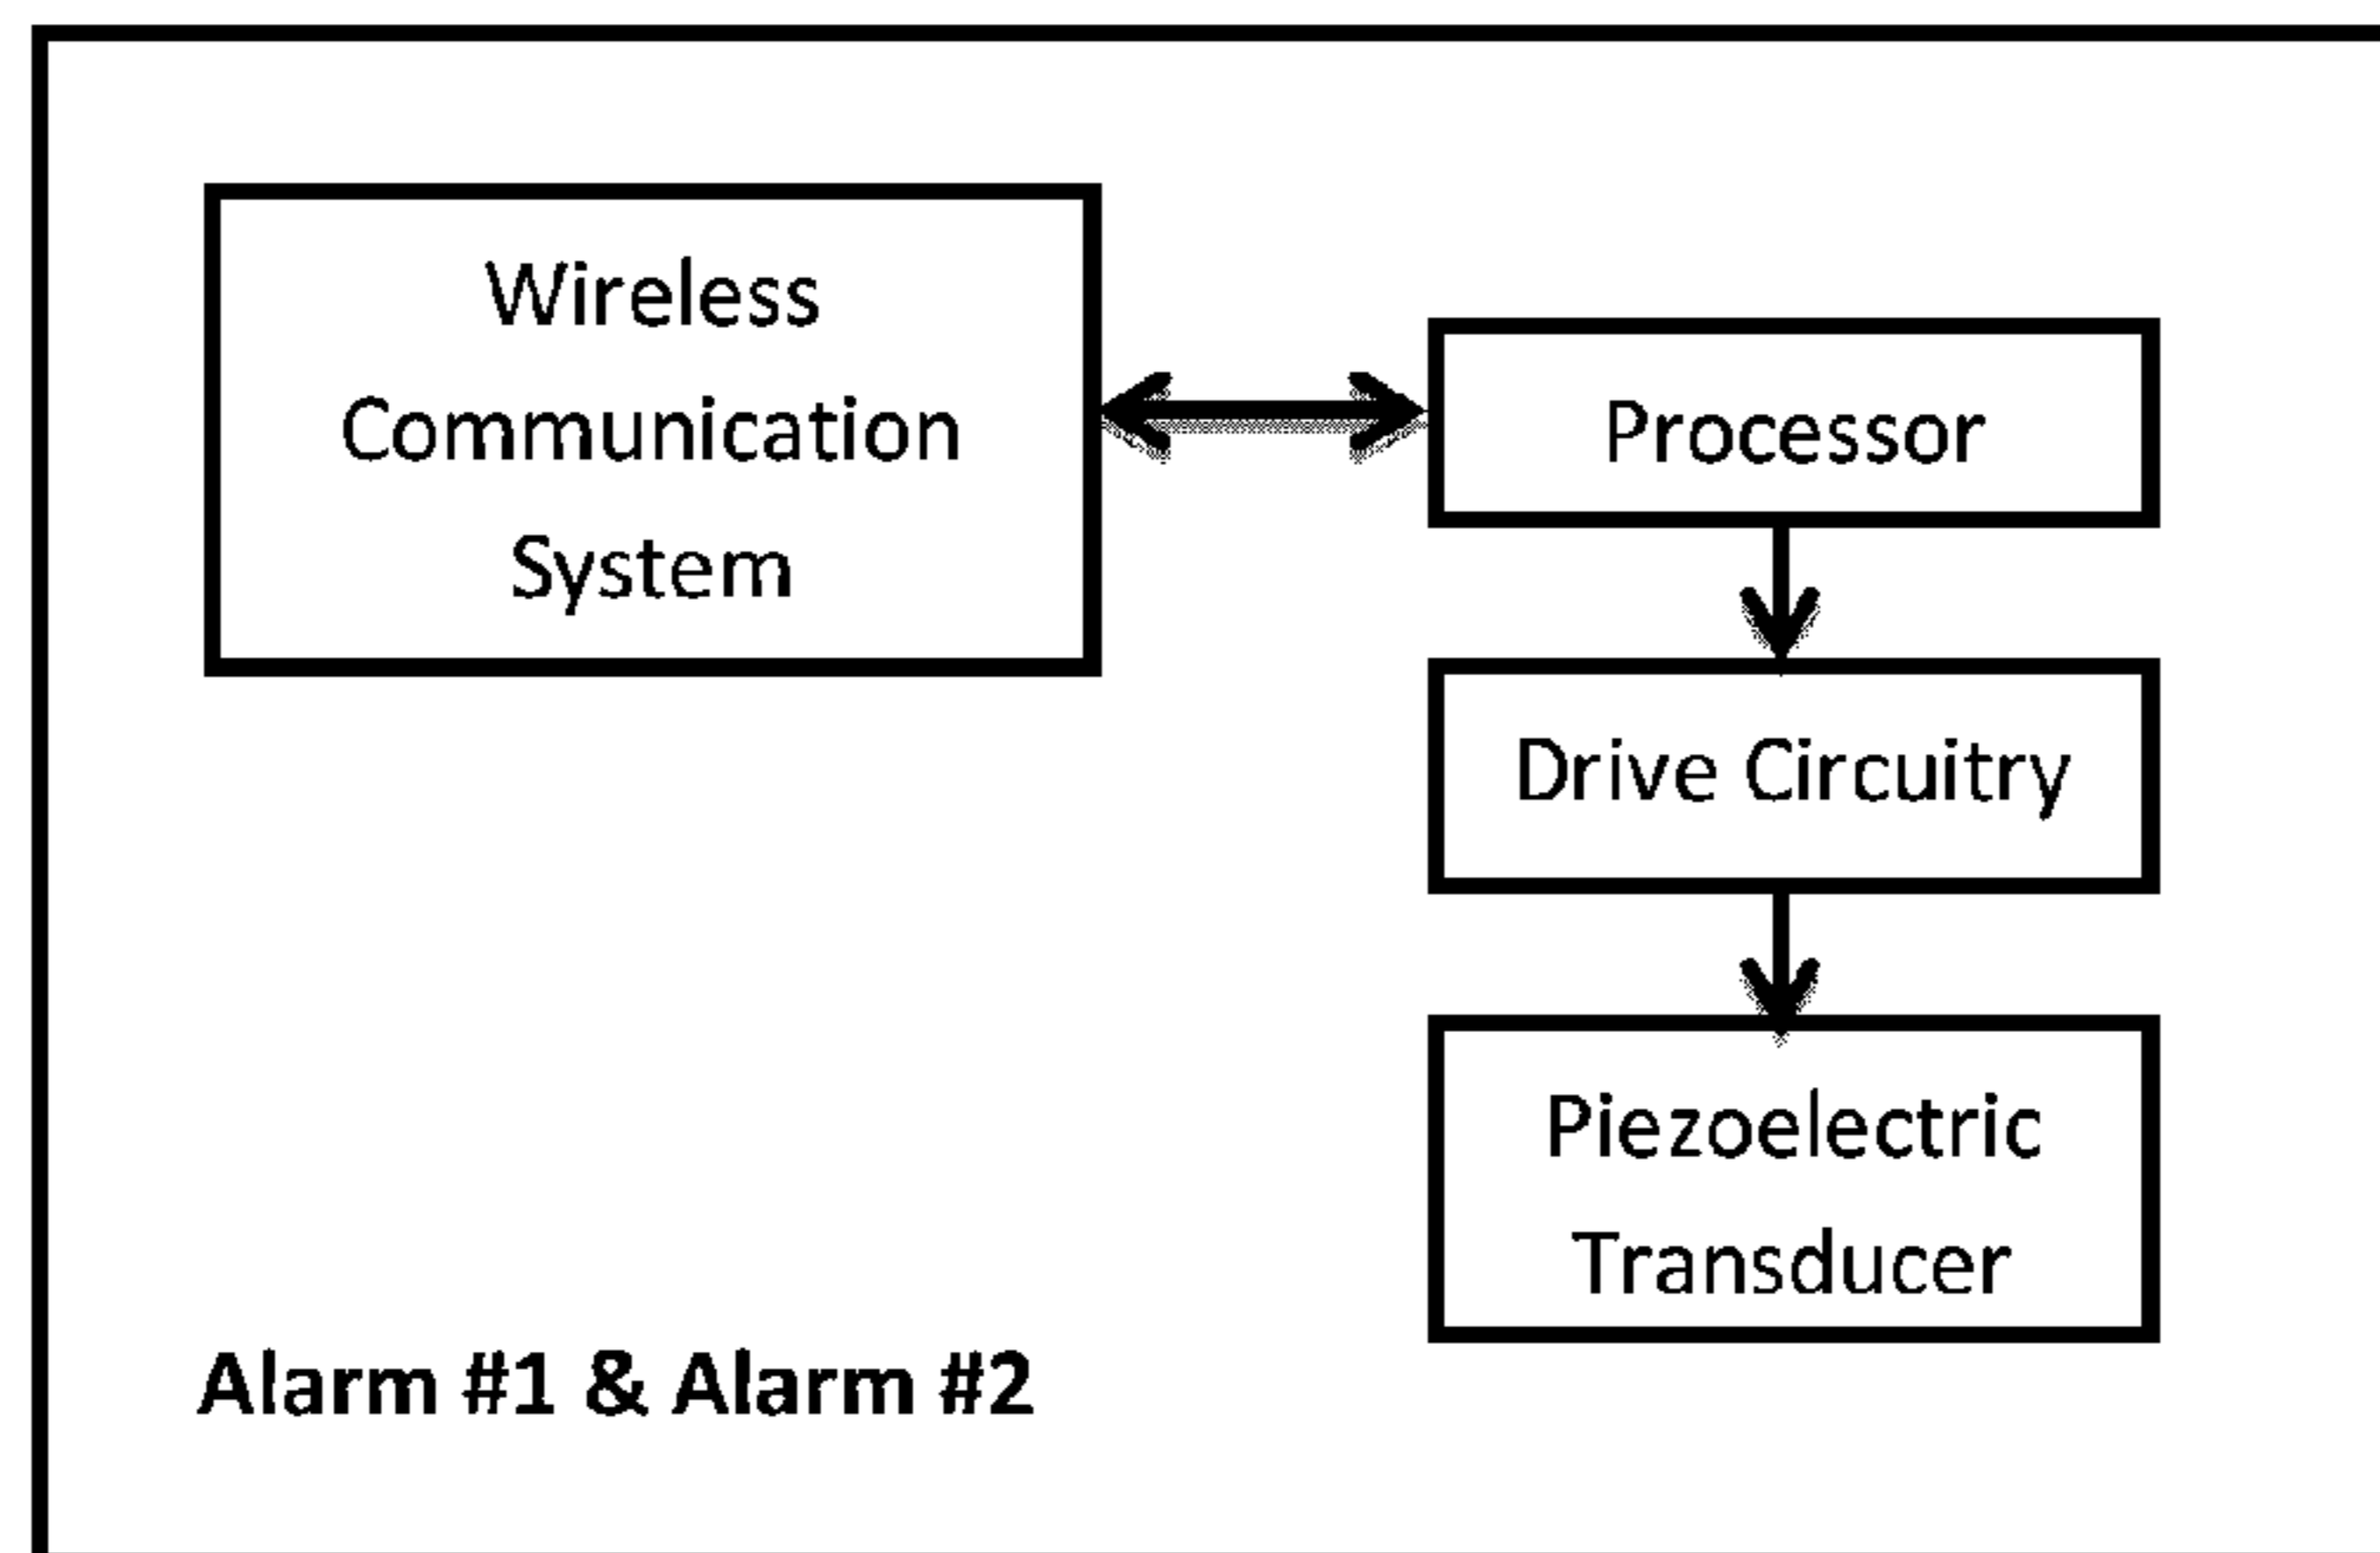 Wireless
Communication
System
Processor
Drive Circuitry
Piezoelectric
Transducer
Alarm #1 & Alarm #2